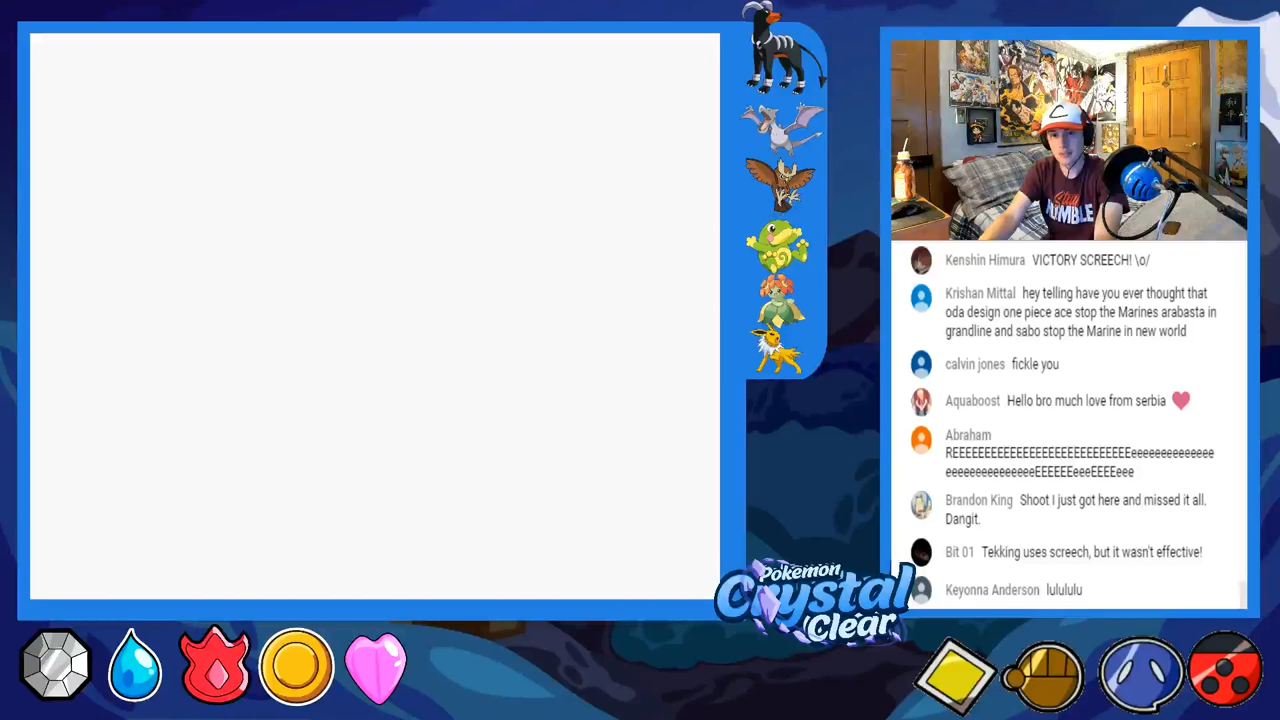 Kenshin Himura VICTORY SCREECH! \o/
Krishan Mittal hey telling have you ever thought that
oda design one piece ace stop the Marines arabasta in
grandline and sabo stop the Marine in new world
calvin jones fickle you
Aquaboost Hello bro much love from serbia
Abraham
REEEEEEEEEEEEEEEEEEEEEEEEEEEEEeeeeeeeeeeeeee
eeeeeeeeeeeeeeeEEEEEEeeeEEEEeee
Brandon King Shoot I just got here and missed it all.
Dangit.
Bit 01 Tekking uses screech, but it wasn't effective!
Keyonna Anderson lulululu
Pokemon
Crystal
Clear